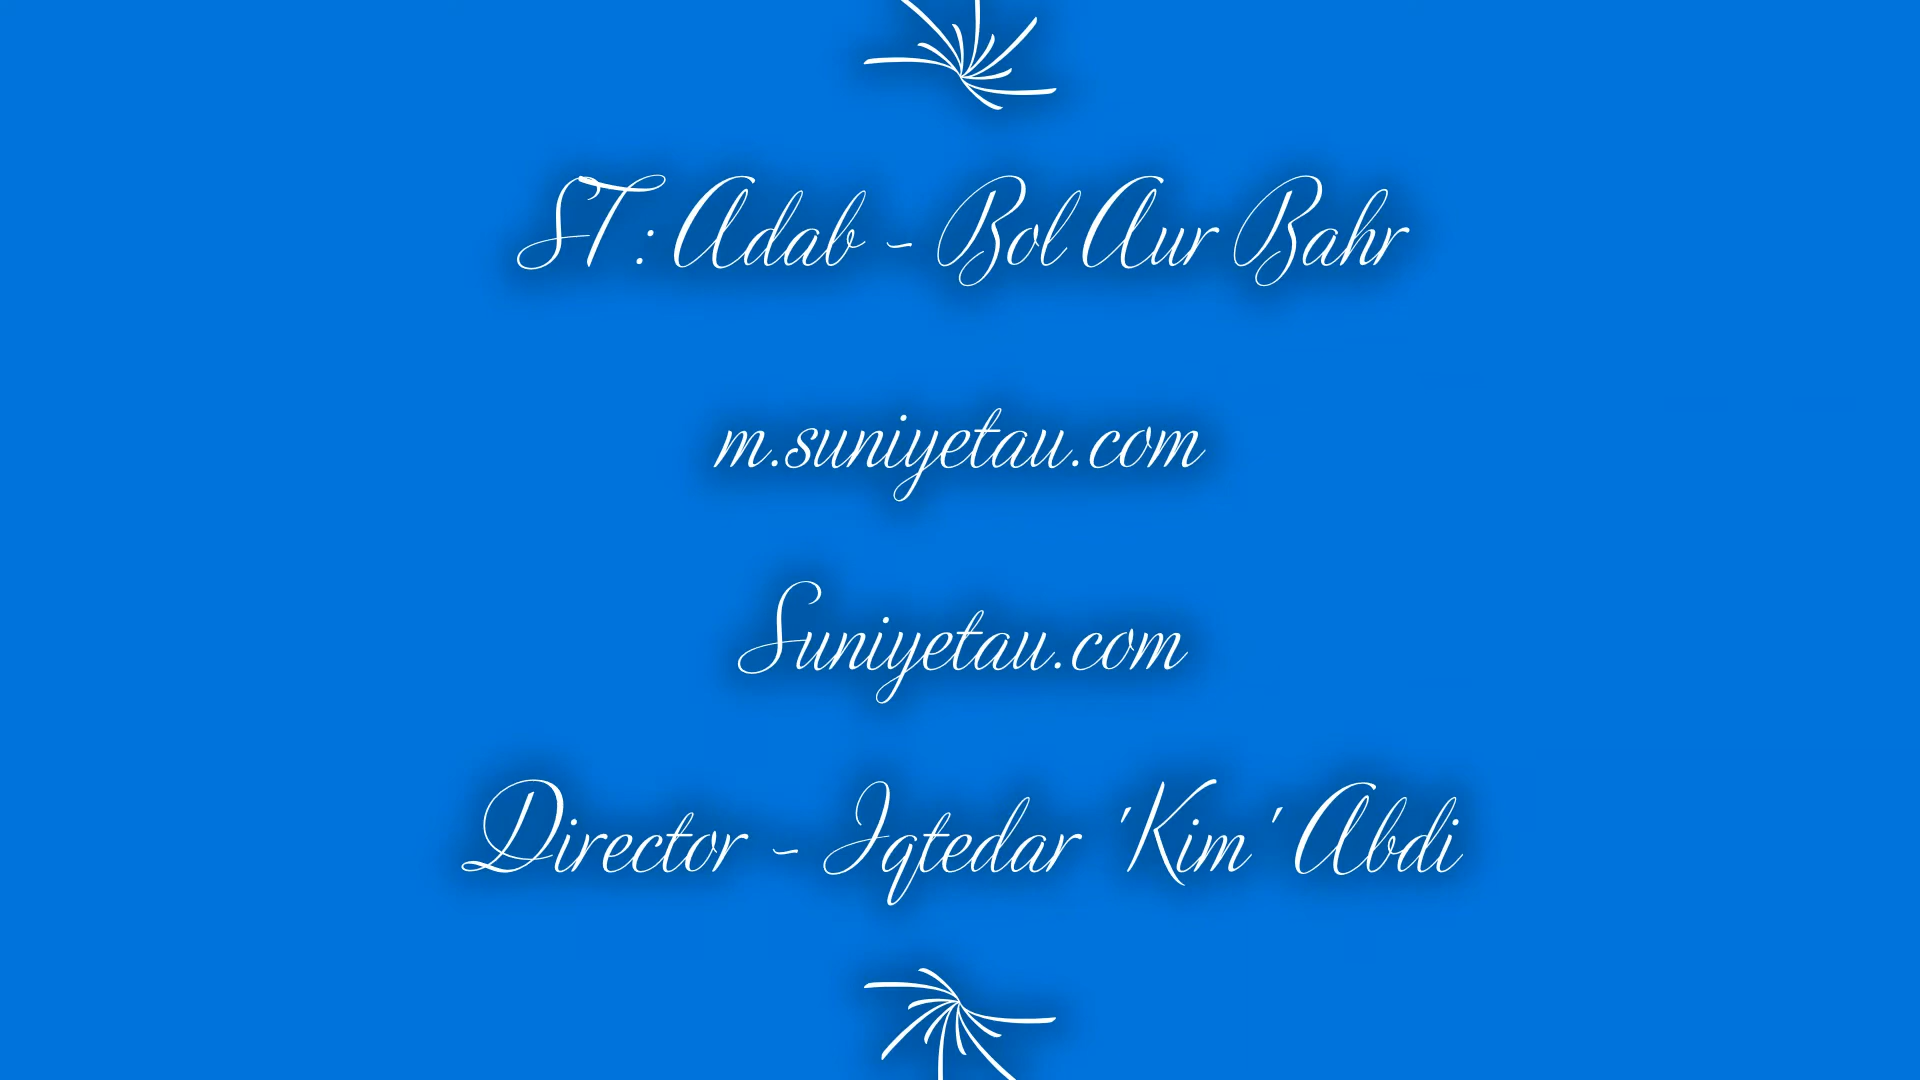 ST : Adab - Bol Aur Bahr
m.suniyetau.com
Suniyetau.com
Director - Iqtedar 'Kim' Abdi